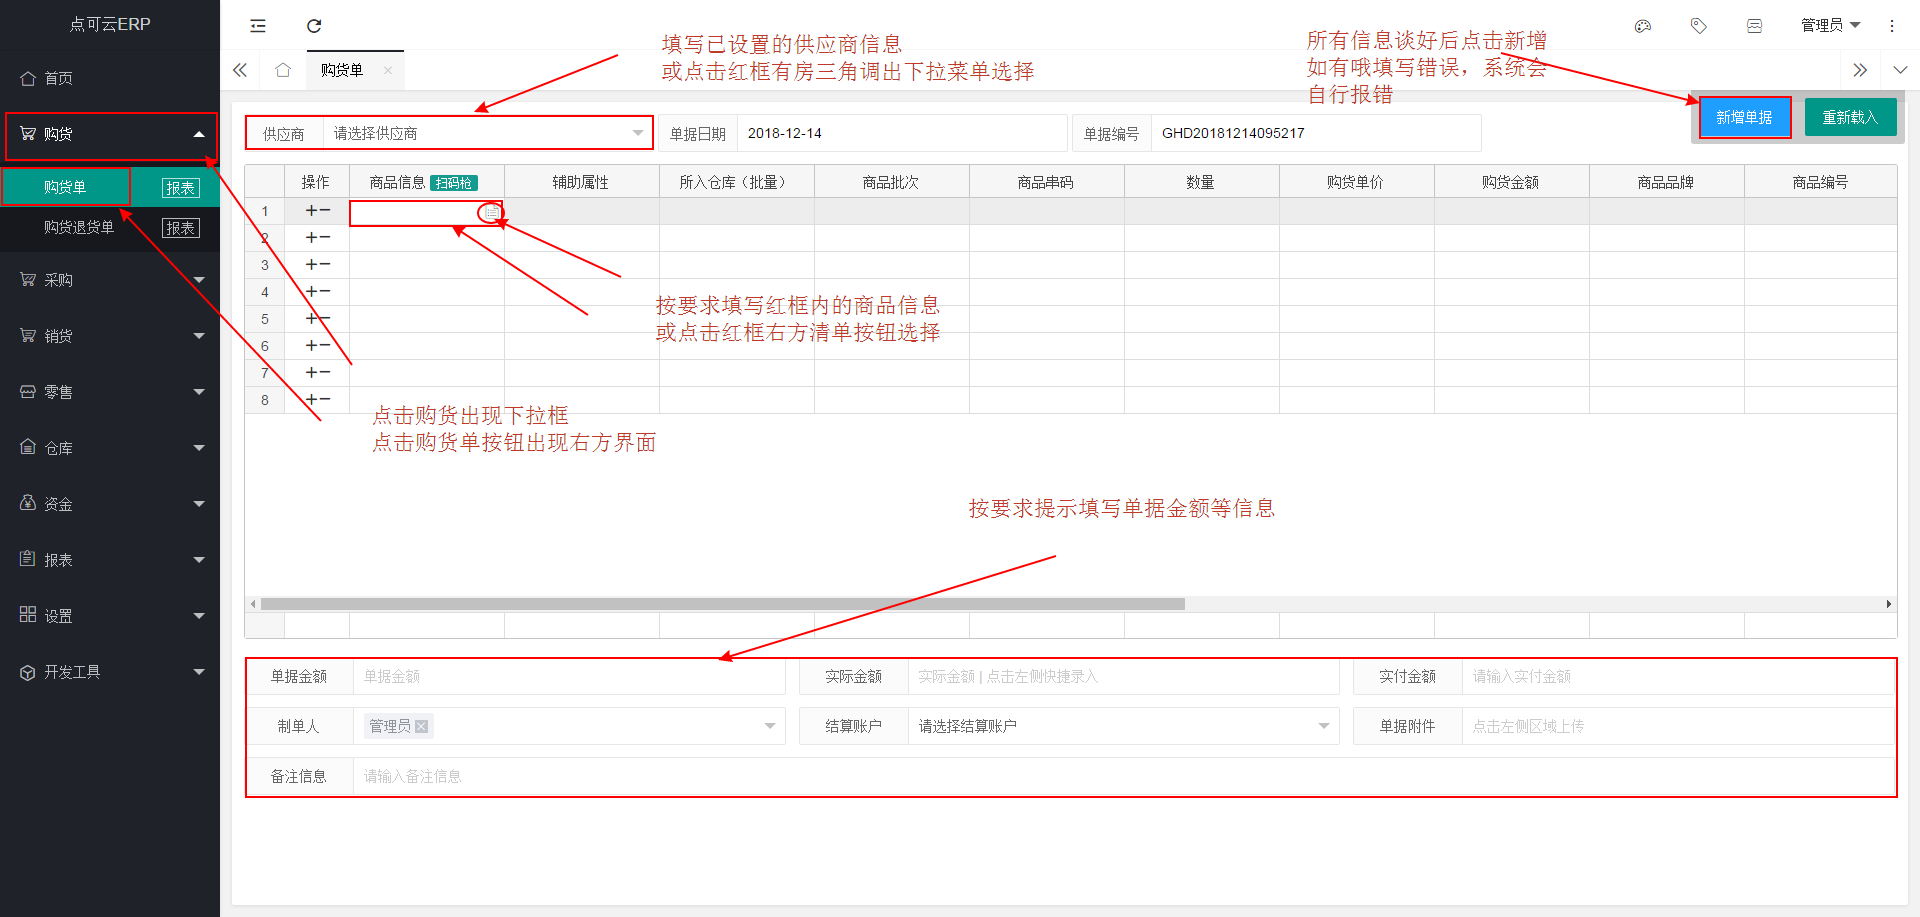 点可云ERP
管理员
首页
购货
购货单 报表
购货退货单 报表
采购
销货
零售
仓库
资金
报表
设置
开发工具
购货单
填写已设置的供应商信息
或点击红框有房三角调出下拉菜单选择
所有信息谈好后点击新增
如有哦填写错误，系统会
自行报错
供应商 请选择供应商 单据日期 2018-12-14 单据编号 GHD20181214095217
新增单据 重新载入
操作 商品信息 扫码枪 辅助属性 所入仓库（批量） 商品批次 商品串码 数量 购货单价 购货金额 商品品牌 商品编号
1
2
3
4
5
6
7
8
按要求填写红框内的商品信息
或点击红框右方清单按钮选择
点击购货出现下拉框
点击购货单按钮出现右方界面
按要求提示填写单据金额等信息
单据金额 单据金额 实际金额 实际金额 | 点击左侧快捷录入 实付金额 请输入实付金额
制单人 管理员 结算账户 请选择结算账户 单据附件 点击左侧区域上传
备注信息 请输入备注信息